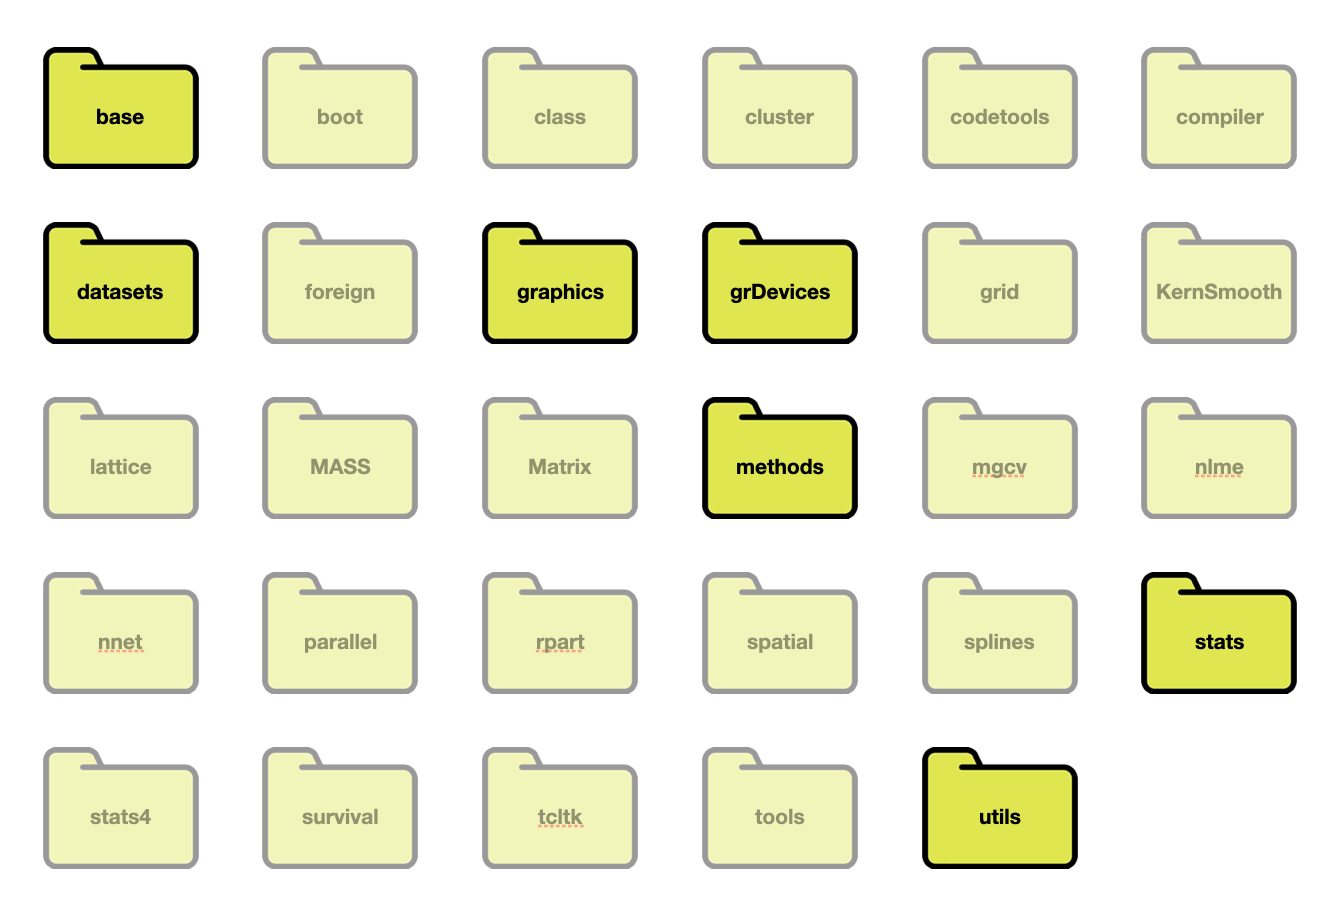 base
boot
class
cluster
codetools
compiler
datasets
foreign
graphics
grDevices
grid
KernSmooth
lattice
MASS
Matrix
methods
mgcv
nlme
nnet
parallel
rpart
spatial
splines
stats
stats4
survival
tcltk
tools
utils